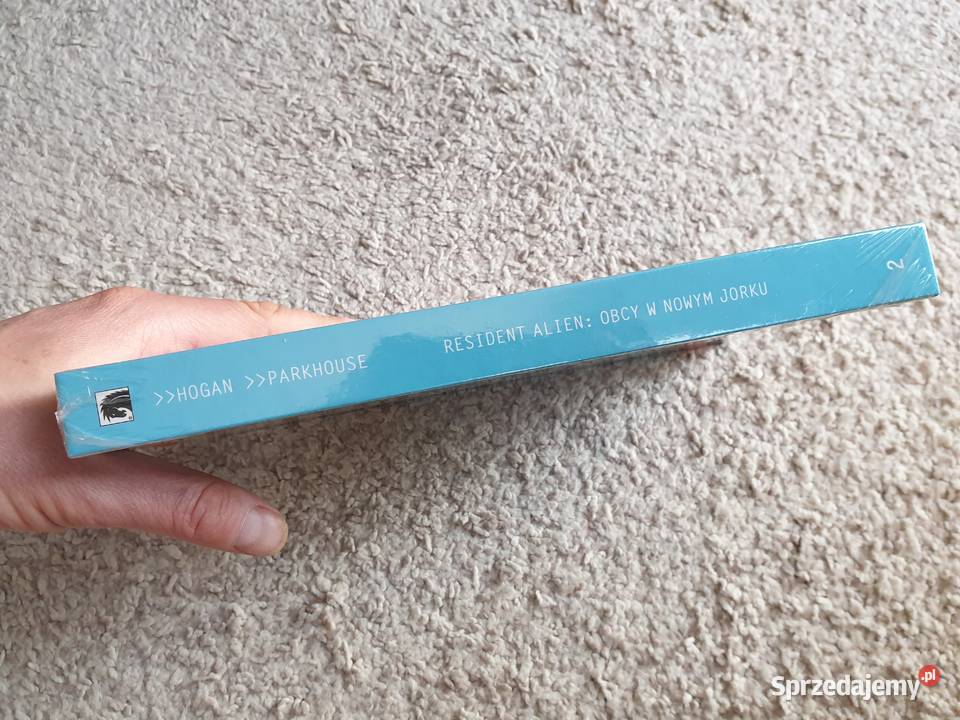 >>HOGAN >>PARKHOUSE RESIDENT ALIEN: OBCY W NOWYM JORKU 2
Sprzedajemy.pl